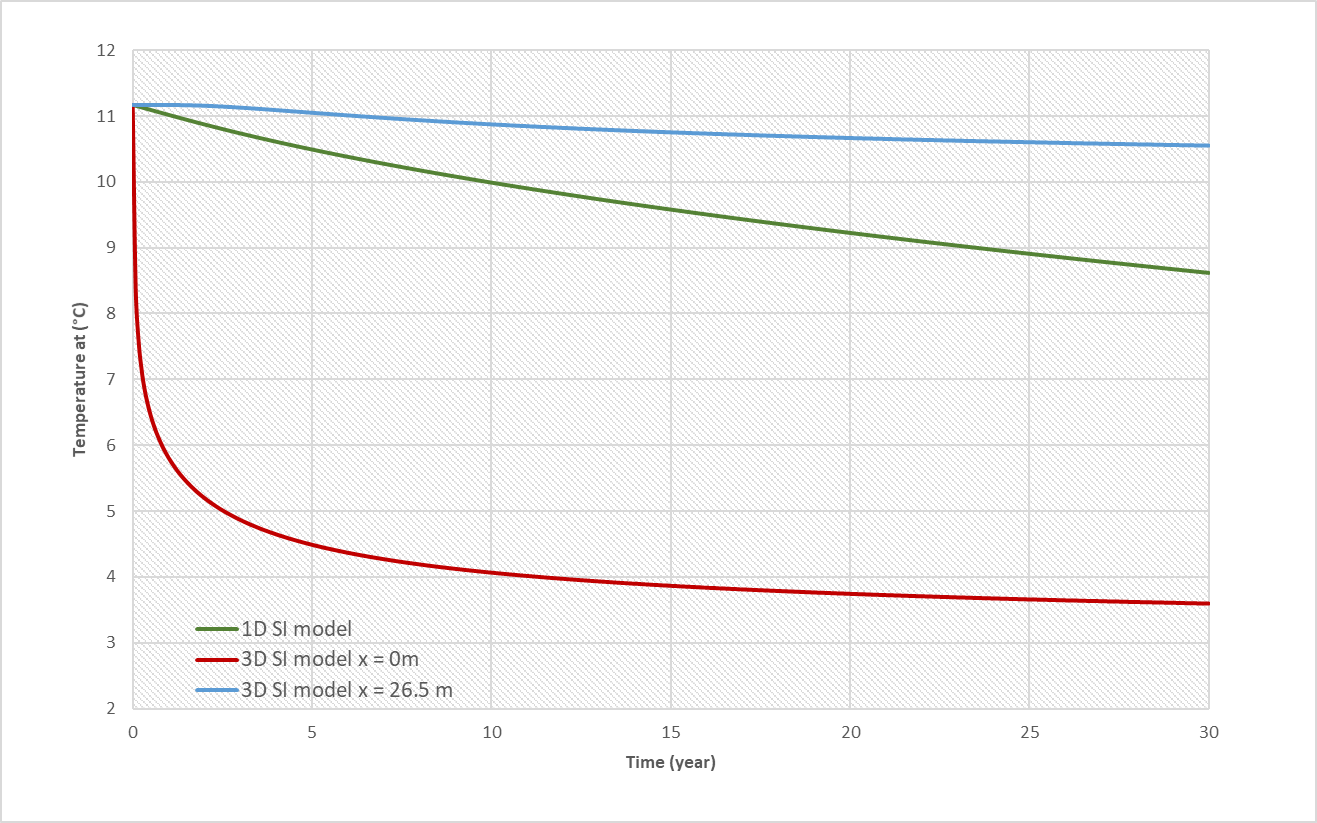 12
11
10
9
8
7
6
5
4
3
2
Temperature at (°C)
1D SI model
3D SI model x = 0m
3D SI model x = 26.5 m
0 5 10 15 20 25 30
Time (year)